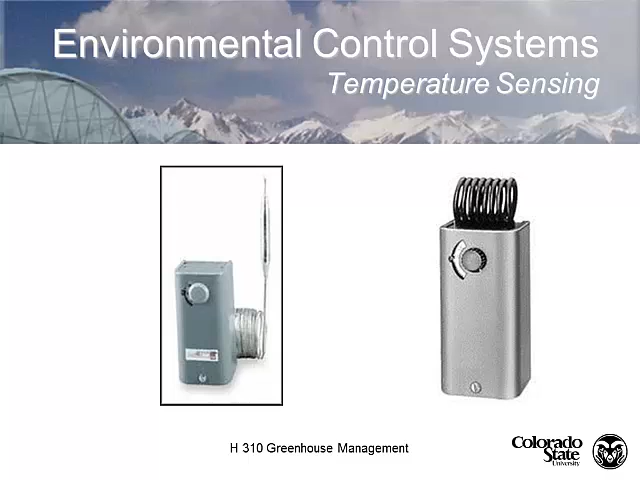 Environmental Control Systems
Temperature Sensing
H 310 Greenhouse Management
Colorado
State
University